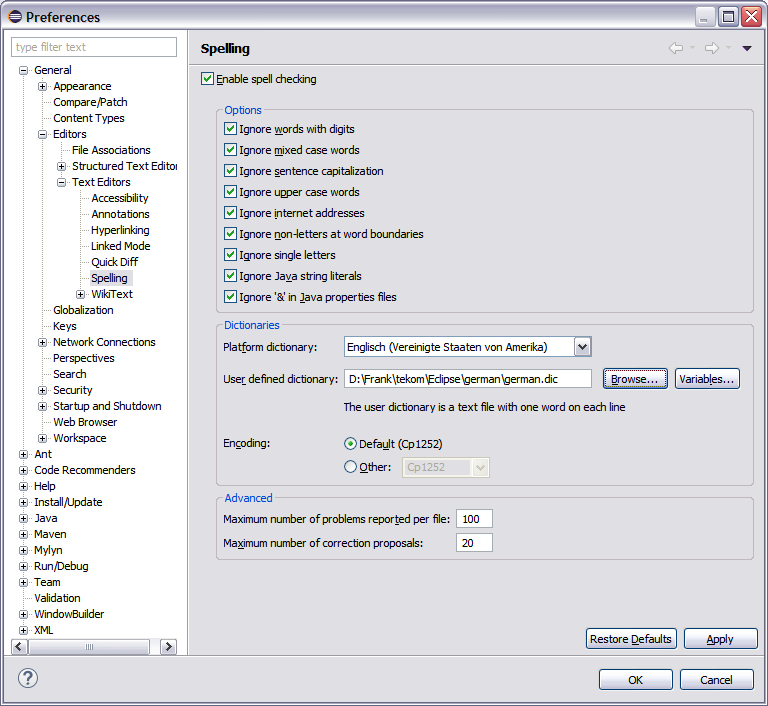 Preferences
type filter text
General
Appearance
Compare/Patch
Content Types
Editors
File Associations
Structured Text Editor
Text Editors
Accessibility
Annotations
Hyperlinking
Linked Mode
Quick Diff
Spelling
WikiText
Globalization
Keys
Network Connections
Perspectives
Search
Security
Startup and Shutdown
Web Browser
Workspace
Ant
Code Recommenders
Help
Install/Update
Java
Maven
Mylyn
Run/Debug
Team
Validation
WindowBuilder
XML
Spelling
Enable spell checking
Options
Ignore words with digits
Ignore mixed case words
Ignore sentence capitalization
Ignore upper case words
Ignore internet addresses
Ignore non-letters at word boundaries
Ignore single letters
Ignore Java string literals
Ignore '&' in Java properties files
Dictionaries
Platform dictionary: Englisch (Vereinigte Staaten von Amerika)
User defined dictionary: D:\Frank\tekom\Eclipse\german\german.dic Browse... Variables...
The user dictionary is a text file with one word on each line
Encoding: Default (Cp1252)
Other: Cp1252
Advanced
Maximum number of problems reported per file: 100
Maximum number of correction proposals: 20
Restore Defaults Apply
? OK Cancel